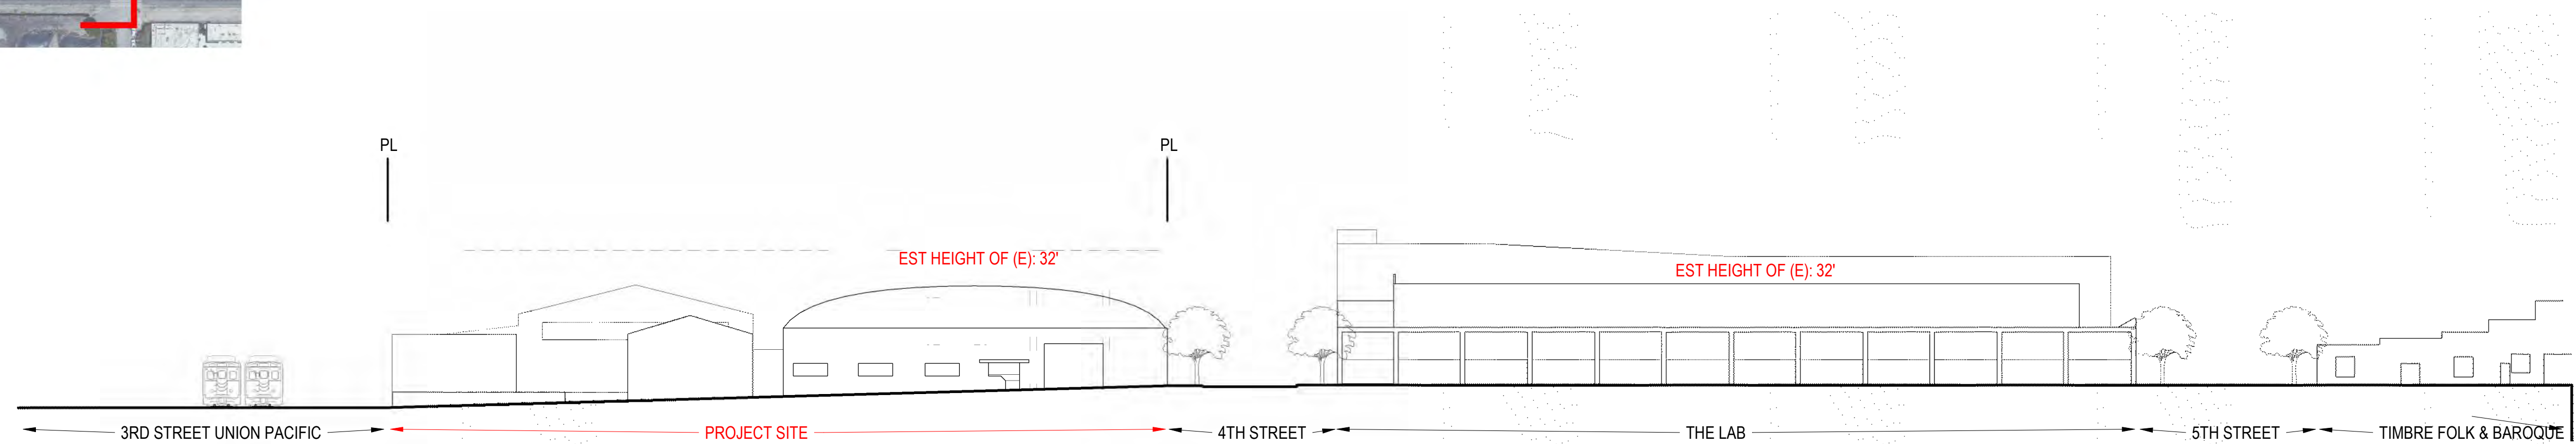 PL
PL
EST HEIGHT OF (E): 32'
EST HEIGHT OF (E): 32'
3RD STREET UNION PACIFIC
PROJECT SITE
4TH STREET
THE LAB
5TH STREET
TIMBRE FOLK & BAROQUE